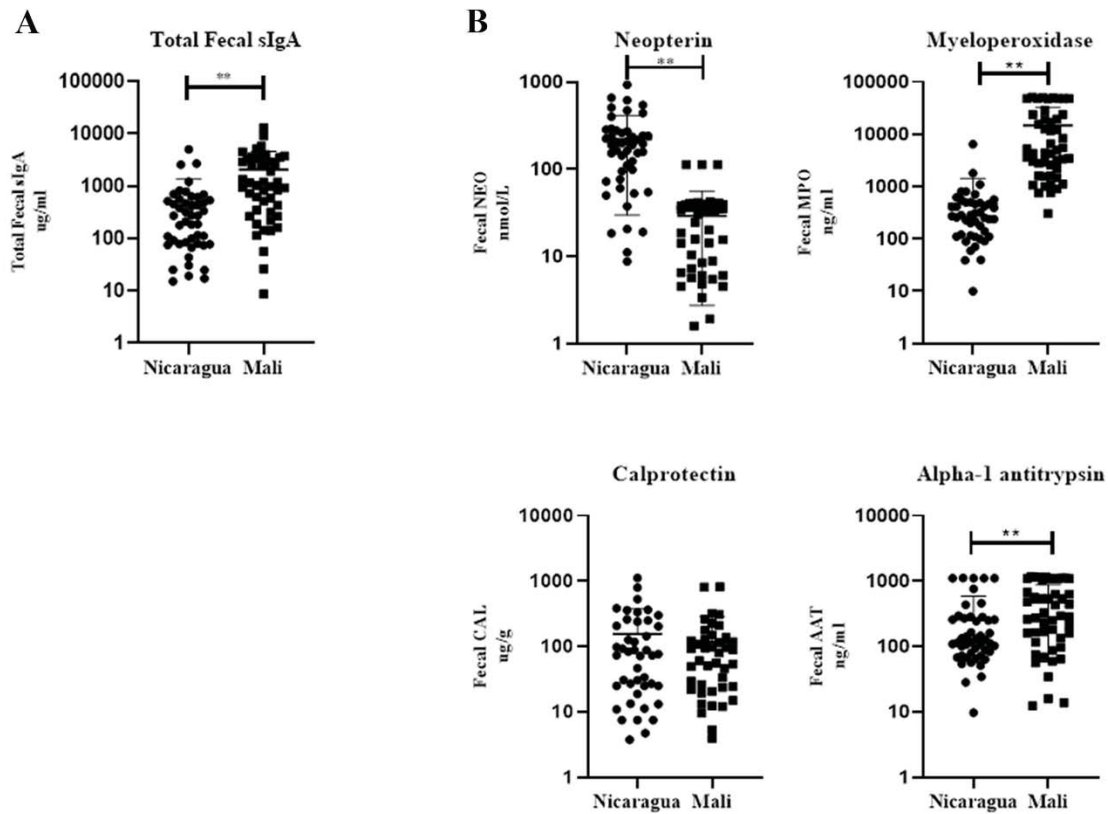 A
Total Fecal sIgA
**
100000
10000
1000
100
10
1
Total Fecal sIgA
ug/ml
Nicaragua Mali
B
Neopterin
**
1000
100
10
1
Fecal NEO
nmol/L
Nicaragua Mali
Myeloperoxidase
**
100000
10000
1000
100
10
1
Fecal MPO
ng/ml
Nicaragua Mali
Calprotectin
10000
1000
100
10
1
Fecal CAL
ug/g
Nicaragua Mali
Alpha-1 antitrypsin
**
10000
1000
100
10
1
Fecal AAT
ng/ml
Nicaragua Mali